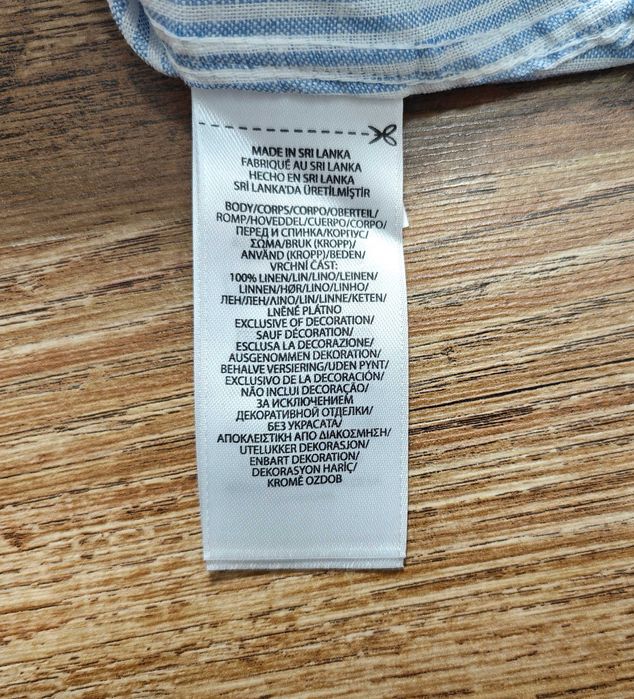 MADE IN SRI LANKA
FABRIQUÉ AU SRI LANKA
HECHO EN SRI LANKA
SRİ LANKA'DA ÜRETİLMİŞTİR
BODY/CORPS/CORPO/OBERTEIL/
ROMP/HOVEDDEL/CUERPO/CORPO/
ПЕРЕД И СПИНКА/КОРПУС/
ΣΩΜΑ/BRUK (KROPP)/
ANVÄND (KROPP)/BEDEN/
VRCHNÍ ČÁST:
100% LINEN/LIN/LINO/LEINEN/
LINNEN/HØR/LINO/LINHO/
ЛЕН/ЛЕН/ΛΙΝΟ/LIN/LINNE/KETEN/
LNĚNÉ PLÁTNO
EXCLUSIVE OF DECORATION/
SAUF DÉCORATION/
ESCLUSA LA DECORAZIONE/
AUSGENOMMEN DEKORATION/
BEHALVE VERSIERING/UDEN PYNT/
EXCLUSIVO DE LA DECORACIÓN/
NÃO INCLUI DECORAÇÃO/
ЗА ИСКЛЮЧЕНИЕМ
ДЕКОРАТИВНОЙ ОТДЕЛКИ/
БЕЗ УКРАСАТА/
ΑΠΟΚΛΕΙΣΤΙΚΗ ΑΠΟ ΔΙΑΚΟΣΜΗΣΗ/
UTELUKKER DEKORASJON/
ENBART DEKORATION/
DEKORASYON HARİÇ/
KROMĚ OZDOB